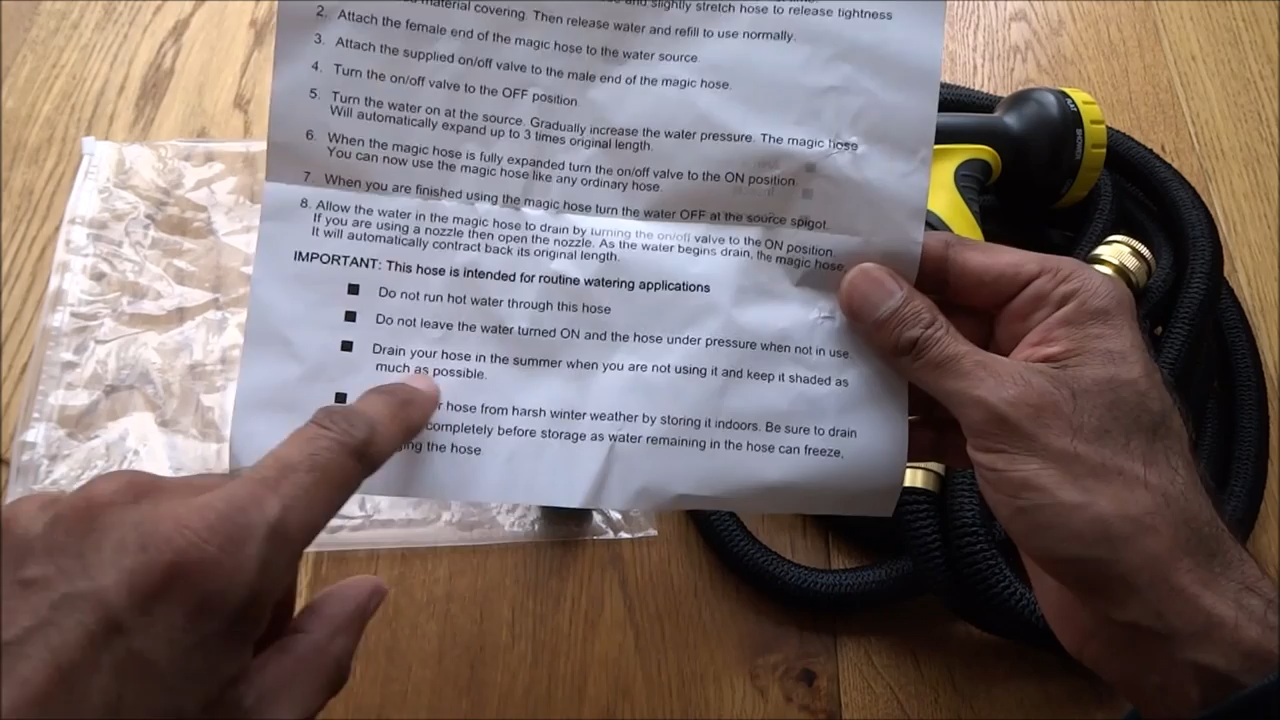 and slightly stretch hose to release tightness
material covering. Then release water and refill to use normally.
2. Attach the female end of the magic hose to the water source.
3. Attach the supplied on/off valve to the male end of the magic hose.
4. Turn the on/off valve to the OFF position
5. Turn the water on at the source. Gradually increase the water pressure. The magic hose
Will automatically expand up to 3 times original length.
6. When the magic hose is fully expanded turn the on/off valve to the ON position.
You can now use the magic hose like any ordinary hose.
7. When you are finished using the magic hose turn the water OFF at the source spigot.
8. Allow the water in the magic hose to drain by turning the on/off valve to the ON position.
If you are using a nozzle then open the nozzle. As the water begins drain, the magic hose,
It will automatically contract back its original length.
IMPORTANT: This hose is intended for routine watering applications
■ Do not run hot water through this hose
■ Do not leave the water turned ON and the hose under pressure when not in use.
■ Drain your hose in the summer when you are not using it and keep it shaded as
much as possible.
■ hose from harsh winter weather by storing it indoors. Be sure to drain
completely before storage as water remaining in the hose can freeze,
the hose
FLAT
SHOWER